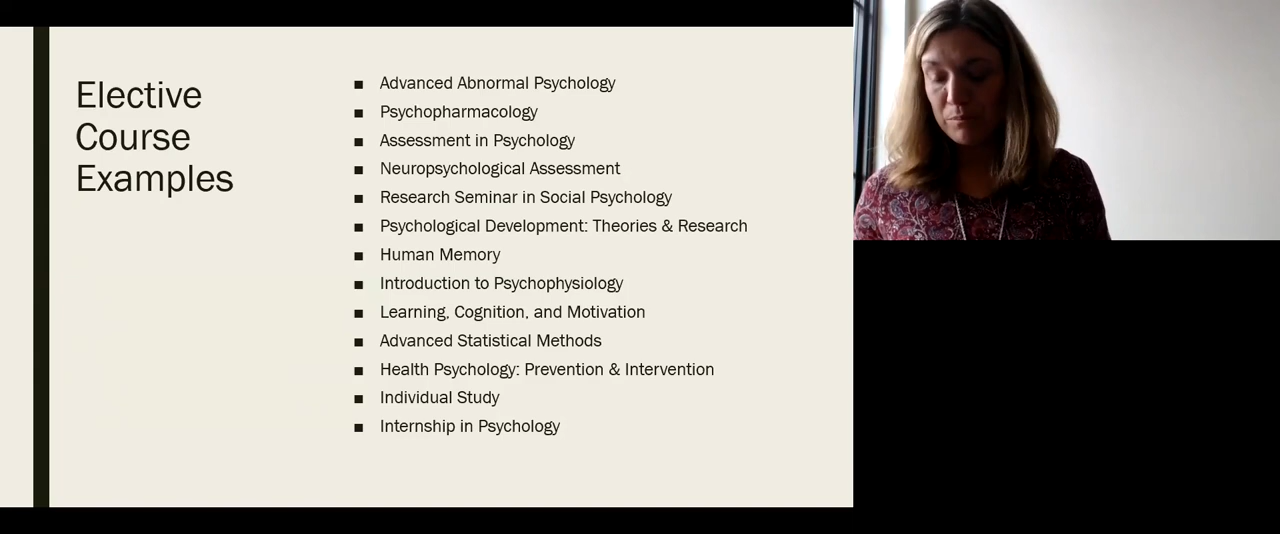 Elective
Course
Examples
■ Advanced Abnormal Psychology
■ Psychopharmacology
■ Assessment in Psychology
■ Neuropsychological Assessment
■ Research Seminar in Social Psychology
■ Psychological Development: Theories & Research
■ Human Memory
■ Introduction to Psychophysiology
■ Learning, Cognition, and Motivation
■ Advanced Statistical Methods
■ Health Psychology: Prevention & Intervention
■ Individual Study
■ Internship in Psychology